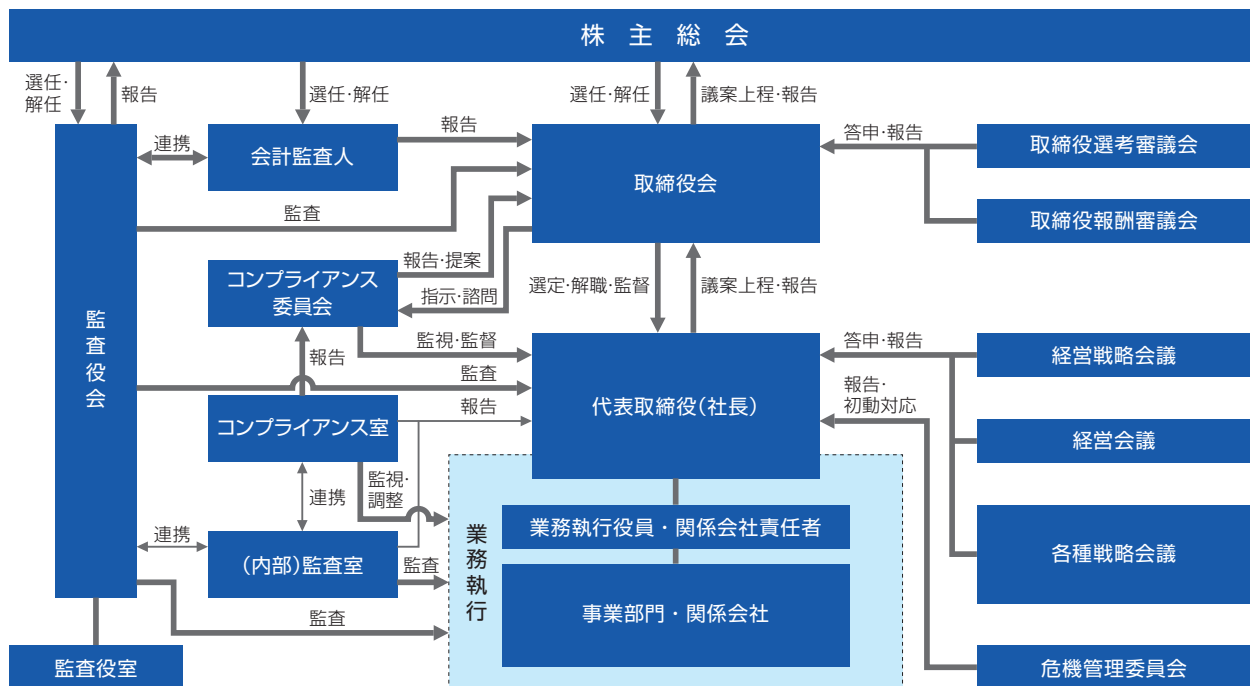 株主総会
選任・
解任
報告
選任・解任
選任・解任
議案上程・報告
連携
会計監査人
報告
取締役会
答申・報告
取締役選考審議会
取締役報酬審議会
監査
コンプライアンス
委員会
報告・提案
指示・諮問
選定・解職・監督
議案上程・報告
監査役会
報告
監視・監督
監査
代表取締役(社長)
答申・報告
経営戦略会議
報告・
初動対応
コンプライアンス室
報告
経営会議
監視・
調整
連携
業務執行
業務執行役員・関係会社責任者
各種戦略会議
連携
(内部)監査室
監査
事業部門・関係会社
監査
監査役室
危機管理委員会